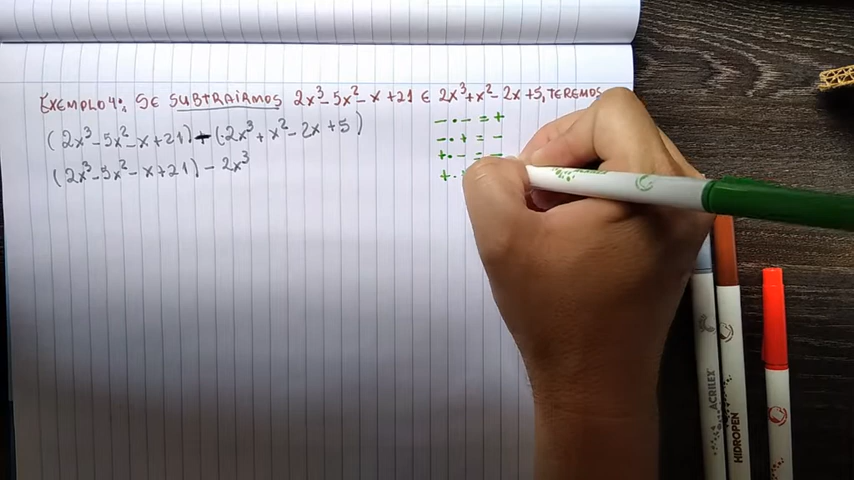 EXEMPLO 4: SE SUBTRAIRMOS 2x³-5x²-x+21 E 2x³+x²-2x+5, TEREMOS
(2x³-5x²-x+21)-(2x³+x²-2x+5)
(2x³-5x²-x+21)-2x³
-·-=+
-·+=-
+·-=-
+·
ACRILEX
HIDROPEN